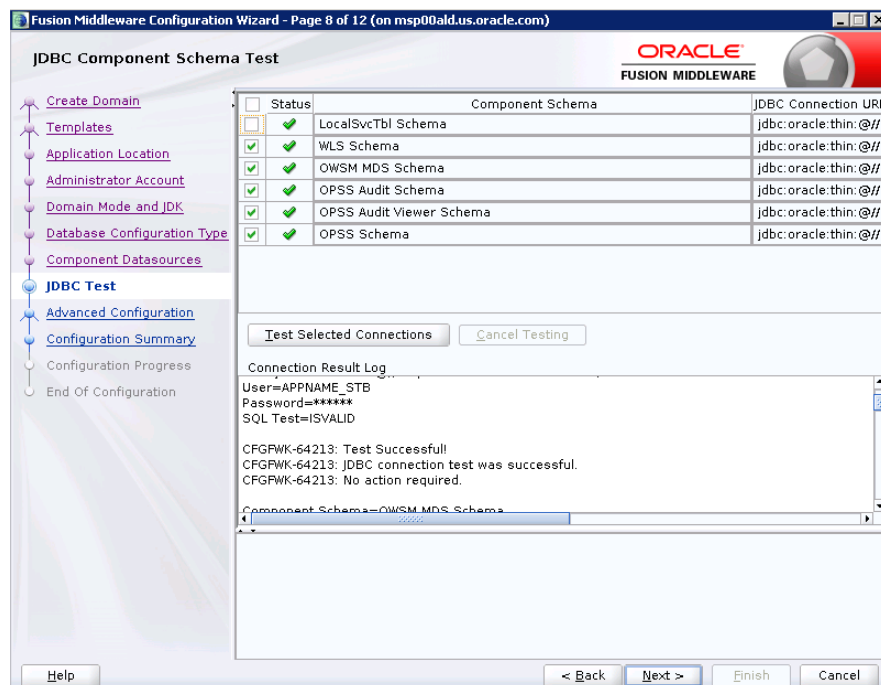 Fusion Middleware Configuration Wizard - Page 8 of 12 (on msp00ald.us.oracle.com)
JDBC Component Schema Test
ORACLE
FUSION MIDDLEWARE
Create Domain
Templates
Application Location
Administrator Account
Domain Mode and JDK
Database Configuration Type
Component Datasources
JDBC Test
Advanced Configuration
Configuration Summary
Configuration Progress
End Of Configuration
Status Component Schema JDBC Connection URL
LocalSvcTbl Schema jdbc:oracle:thin:@//
WLS Schema jdbc:oracle:thin:@//
OWSM MDS Schema jdbc:oracle:thin:@//
OPSS Audit Schema jdbc:oracle:thin:@//
OPSS Audit Viewer Schema jdbc:oracle:thin:@//
OPSS Schema jdbc:oracle:thin:@//
Test Selected Connections Cancel Testing
Connection Result Log
User=APPNAME_STB
Password=******
SQL Test=ISVALID
CFGFWK-64213: Test Successful!
CFGFWK-64213: JDBC connection test was successful.
CFGFWK-64213: No action required.
Component Schema=OWSM MDS Schema
Help < Back Next > Finish Cancel